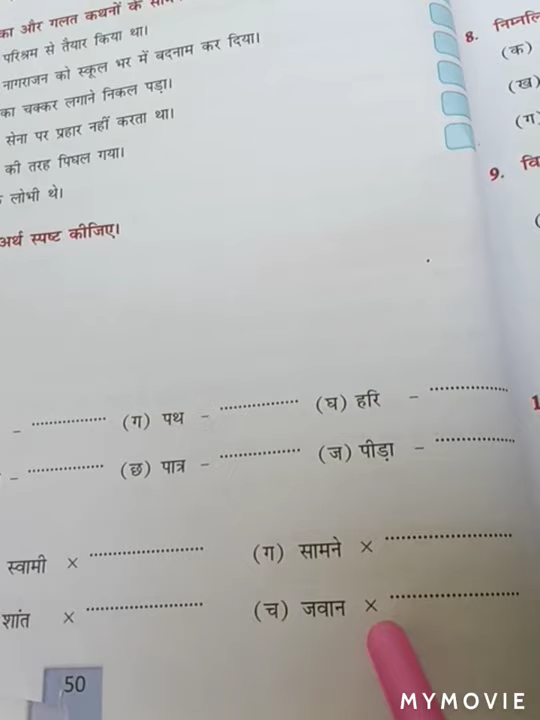 का और गलत कथनों के
परिश्रम से तैयार किया था।
नागराजन को स्कूल भर में बदनाम कर दिया।
का चक्कर लगाने निकल पड़ा।
सेना पर प्रहार नहीं करता था।
की तरह पिघल गया।
लोभी थे।
अर्थ स्पष्ट कीजिए।
– .................. (ग) पथ – .................. (घ) हरि – ..................
– .................. (छ) पात्र – .................. (ज) पीड़ा – ..................
स्वामी × .................. (ग) सामने × ..................
शांत × .................. (च) जवान × ..................
50
8.
(क)
(ख)
(ग
9. वि
1
MYMOVIE